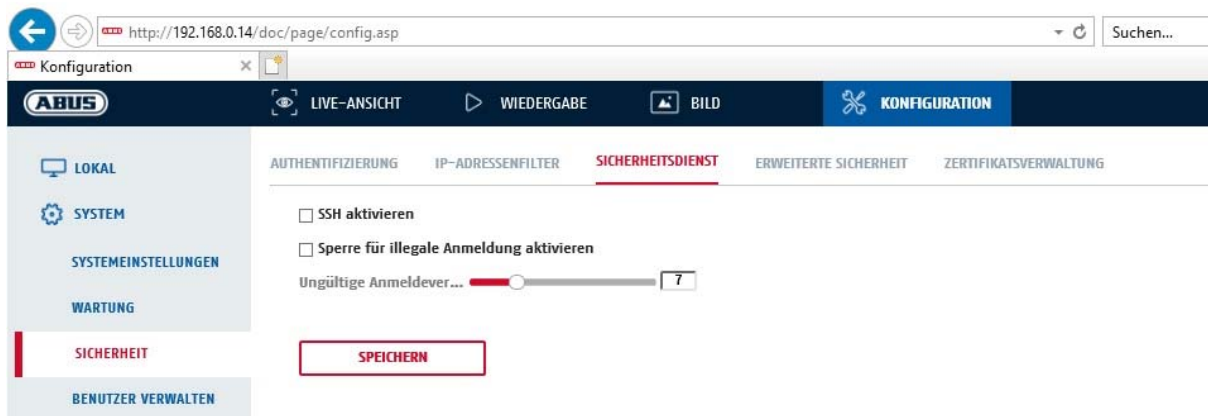 http://192.168.0.14/doc/page/config.asp
Suchen...
Konfiguration
ABUS
LIVE-ANSICHT
WIEDERGABE
BILD
KONFIGURATION
LOKAL
SYSTEM
SYSTEMEINSTELLUNGEN
WARTUNG
SICHERHEIT
BENUTZER VERWALTEN
AUTHENTIFIZIERUNG
IP-ADRESSENFILTER
SICHERHEITSDIENST
ERWEITERTE SICHERHEIT
ZERTIFIKATSVERWALTUNG
SSH aktivieren
Sperre für illegale Anmeldung aktivieren
Ungültige Anmeldever... 7
SPEICHERN